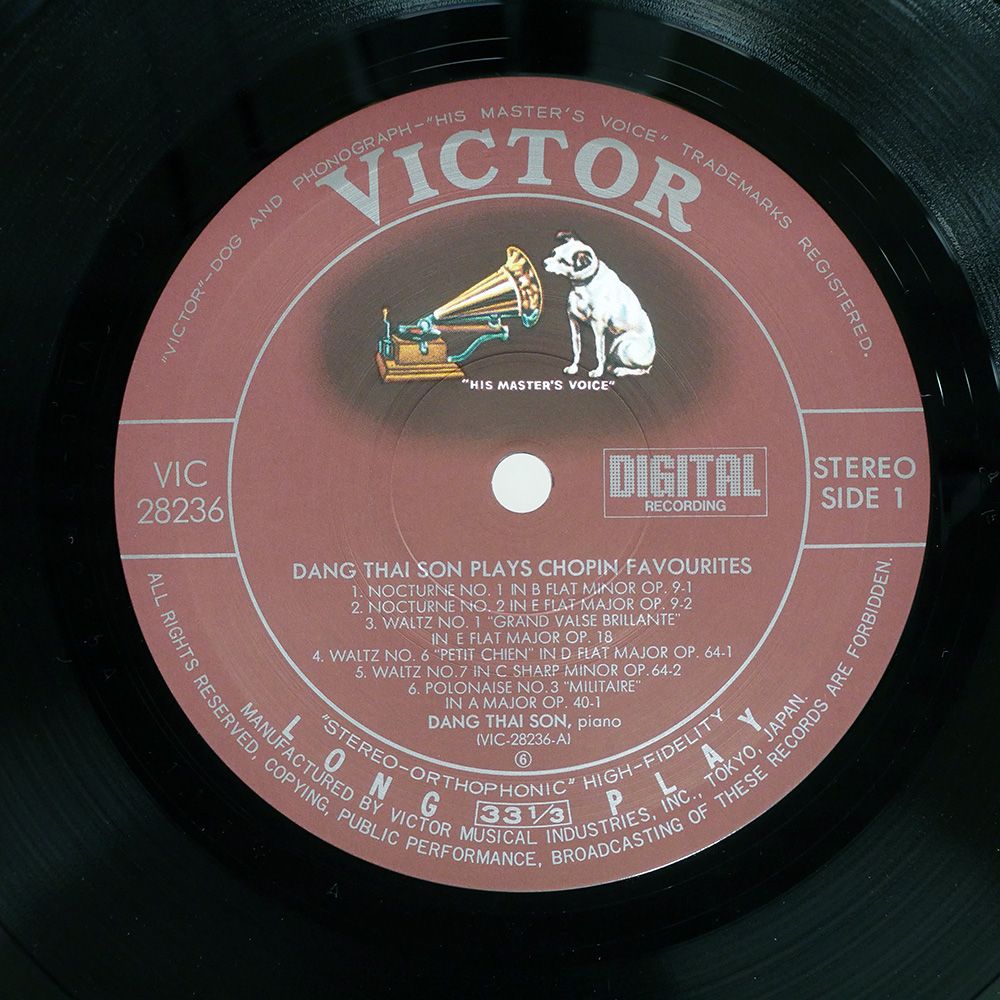 "VICTOR"-DOG AND PHONOGRAPH-"HIS MASTER'S VOICE" TRADEMARKS REGISTERED.
VICTOR
"HIS MASTER'S VOICE"
VIC
28236
DIGITAL
RECORDING
STEREO
SIDE 1
DANG THAI SON PLAYS CHOPIN FAVOURITES
1. NOCTURNE NO. 1 IN B FLAT MINOR OP. 9-1
2. NOCTURNE NO. 2 IN E FLAT MAJOR OP. 9-2
3. WALTZ NO. 1 "GRAND VALSE BRILLANTE"
IN E FLAT MAJOR OP. 18
4. WALTZ NO. 6 "PETIT CHIEN" IN D FLAT MAJOR OP. 64-1
5. WALTZ NO.7 IN C SHARP MINOR OP. 64-2
6. POLONAISE NO.3 "MILITAIRE"
IN A MAJOR OP. 40-1
DANG THAI SON, piano
(VIC-28236-A)
⑥
"STEREO-ORTHOPHONIC" HIGH-FIDELITY
LONG PLAY
33 1/3
MANUFACTURED BY VICTOR MUSICAL INDUSTRIES, INC., TOKYO, JAPAN.
ALL RIGHTS RESERVED, COPYING, PUBLIC PERFORMANCE, BROADCASTING OF THESE RECORDS ARE FORBIDDEN.